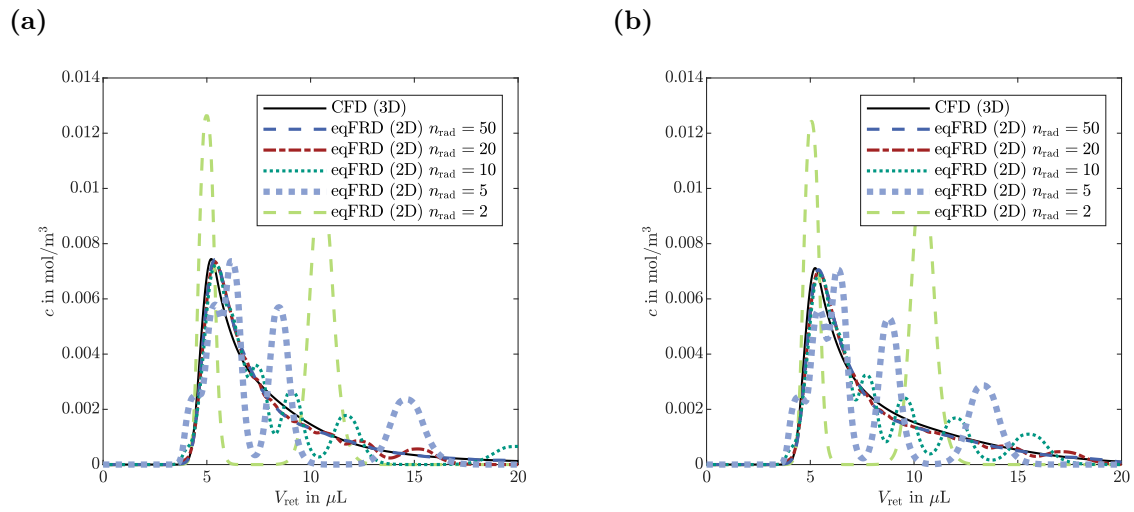 (a)
0.014
0.012
0.01
0.008
0.006
0.004
0.002
0
c in mol/m³
0 5 10 15 20
V_ret in μL
CFD (3D)
eqFRD (2D) n_rad = 50
eqFRD (2D) n_rad = 20
eqFRD (2D) n_rad = 10
eqFRD (2D) n_rad = 5
eqFRD (2D) n_rad = 2
(b)
0.014
0.012
0.01
0.008
0.006
0.004
0.002
0
c in mol/m³
0 5 10 15 20
V_ret in μL
CFD (3D)
eqFRD (2D) n_rad = 50
eqFRD (2D) n_rad = 20
eqFRD (2D) n_rad = 10
eqFRD (2D) n_rad = 5
eqFRD (2D) n_rad = 2